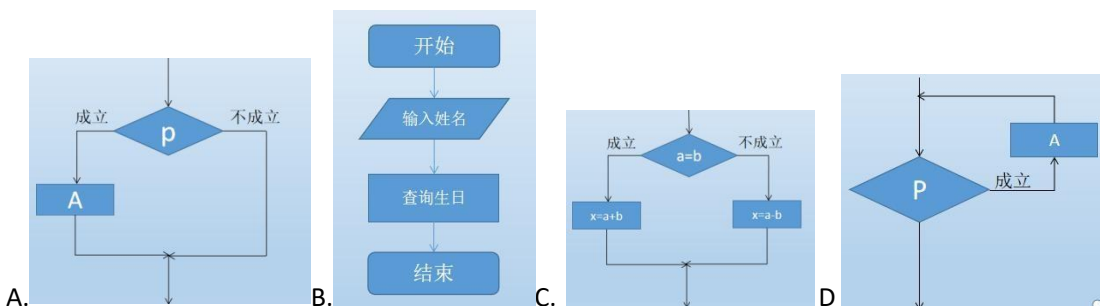 A.
成立
p
不成立
A
B.
开始
输入姓名
查询生日
结束
C.
成立
a=b
不成立
x=a+b
x=a-b
D
A
P
成立